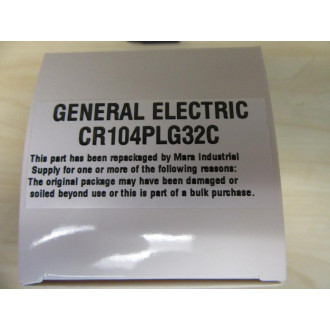 GENERAL ELECTRIC
CR104PLG32C
This part has been repackaged by Mara Industrial
Supply for one or more of the following reasons:
The original package may have been damaged or
soiled beyond use or this is part of a bulk purchase.